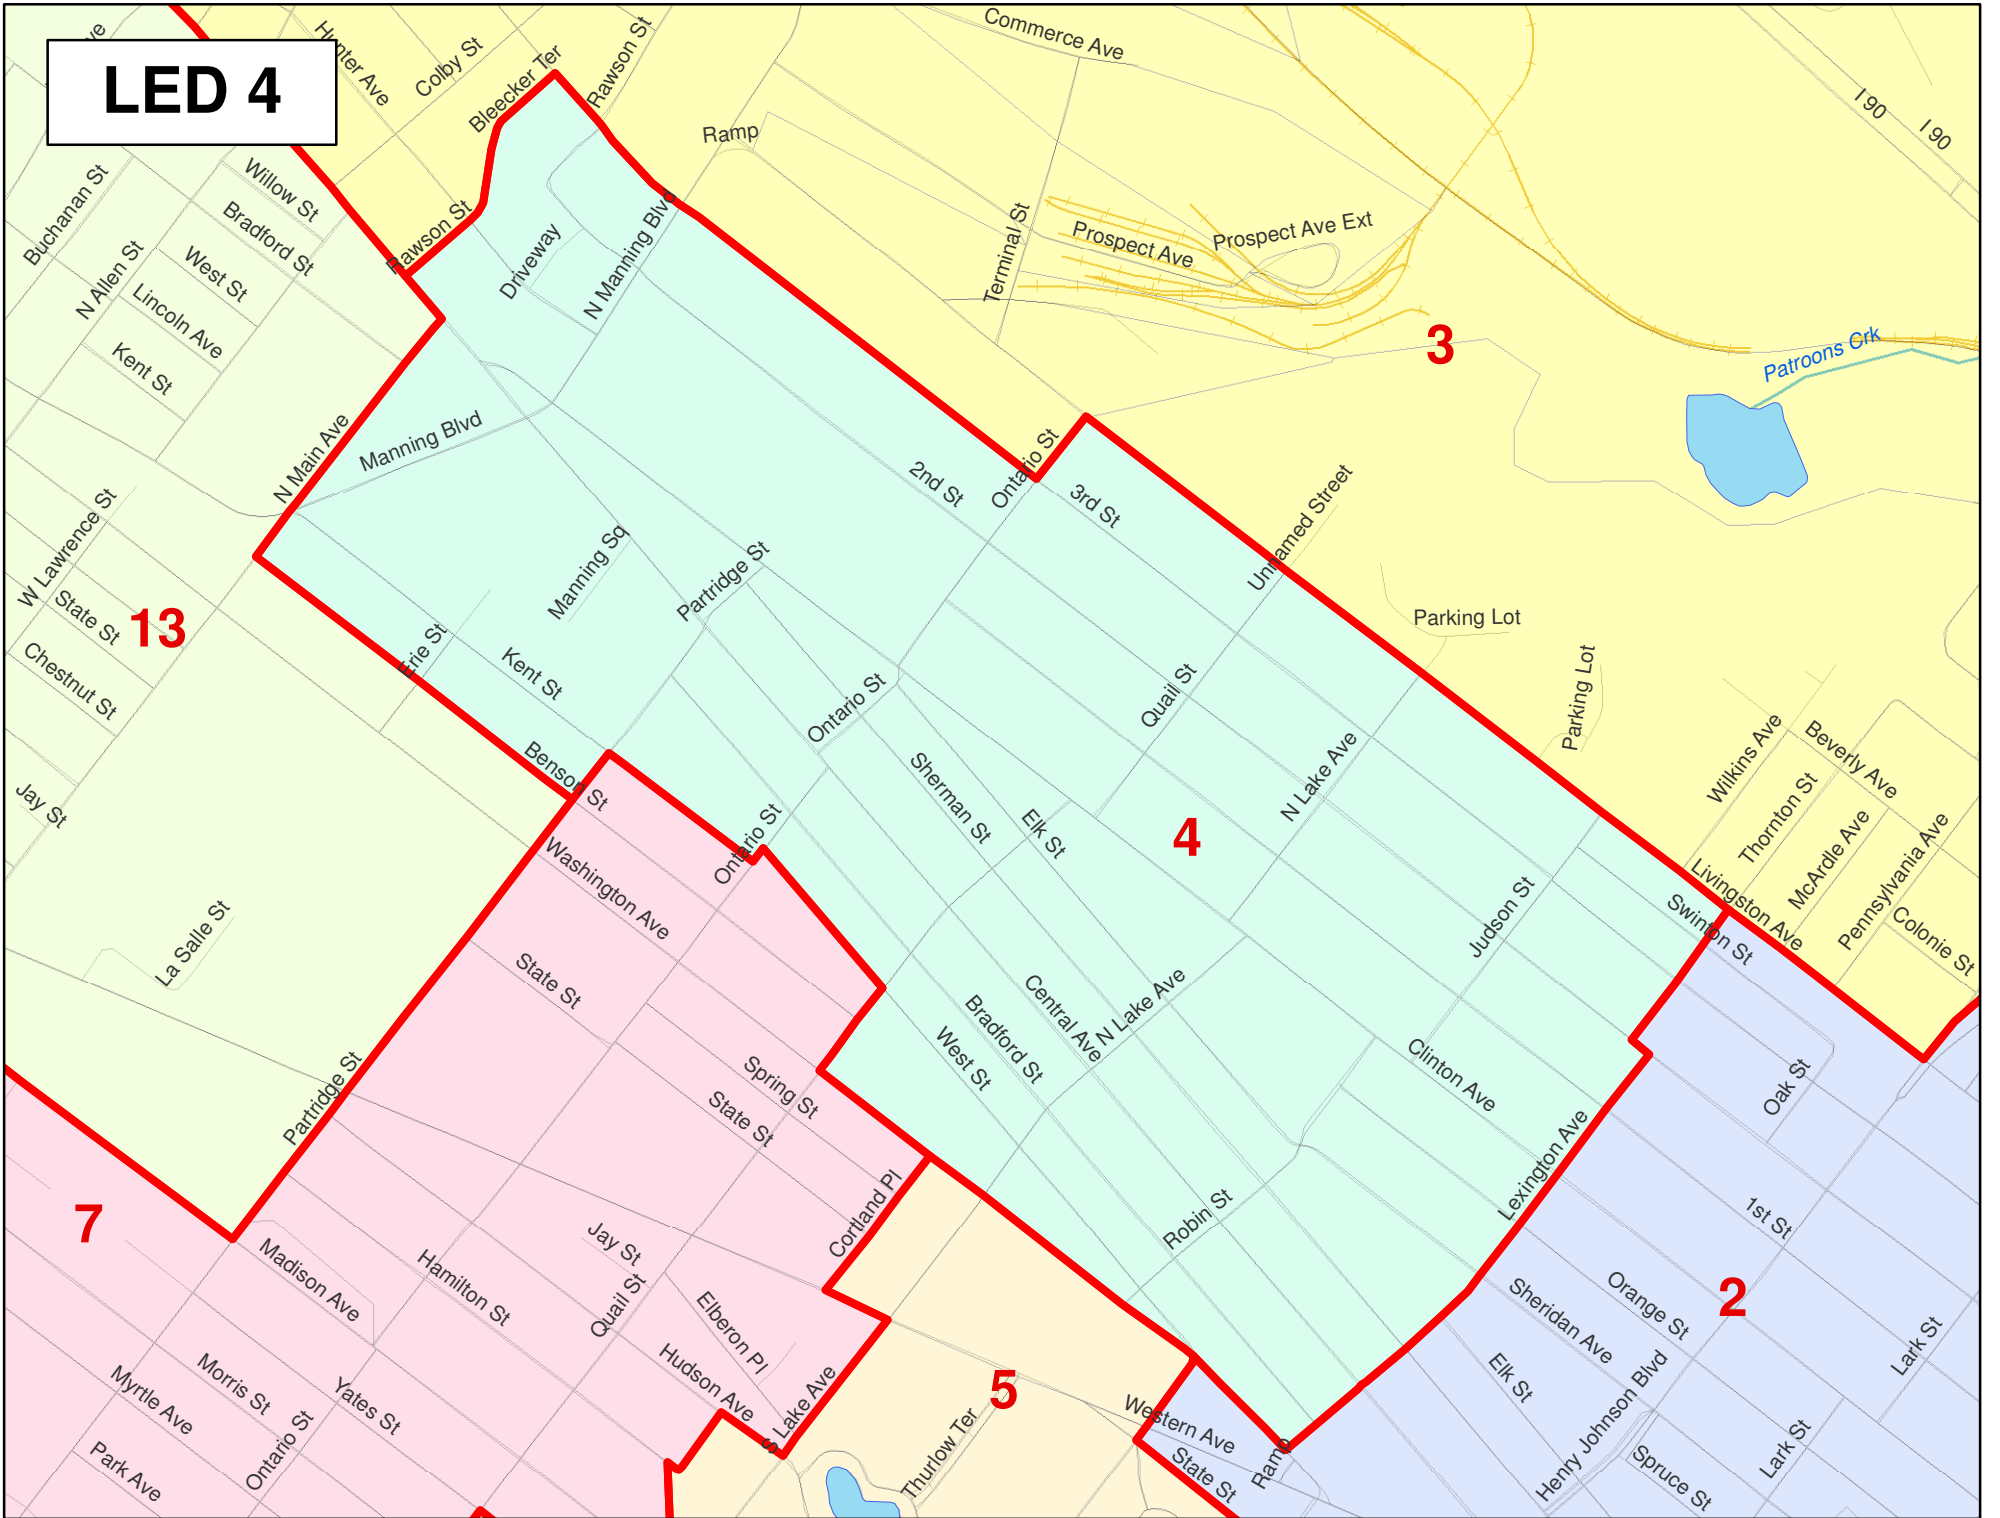 LED 4
Ave
Hunter Ave
Colby St
Bleecker Ter
Rawson St
Commerce Ave
I 90
I 90
Ramp
Willow St
Buchanan St
Bradford St
Rawson St
N Allen St
West St
Driveway
N Manning Blvd
Terminal St
Prospect Ave
Prospect Ave Ext
Lincoln Ave
Kent St
3
Patroons Crk
N Main Ave
Manning Blvd
2nd St
Ontario St
3rd St
Unnamed Street
W Lawrence St
Manning Sq
Partridge St
State St
13
Parking Lot
Erie St
Kent St
Chestnut St
Ontario St
Quail St
Parking Lot
Wilkins Ave
Beverly Ave
Benson St
Jay St
Sherman St
Elk St
N Lake Ave
4
Thornton St
McArdle Ave
Pennsylvania Ave
Ontario St
Washington Ave
Livingston Ave
Swinton St
Colonie St
Judson St
La Salle St
State St
Central Ave
N Lake Ave
Bradford St
West St
Spring St
State St
Clinton Ave
Oak St
Partridge St
Lexington Ave
7
Cortland Pl
Robin St
1st St
Madison Ave
Hamilton St
Jay St
Quail St
Elberon Pl
Sheridan Ave
Orange St
2
Lark St
Hudson Ave
S Lake Ave
5
Elk St
Henry Johnson Blvd
Morris St
Myrtle Ave
Yates St
Ontario St
Park Ave
Thurlow Ter
Western Ave
State St
Ramp
Spruce St
Lark St